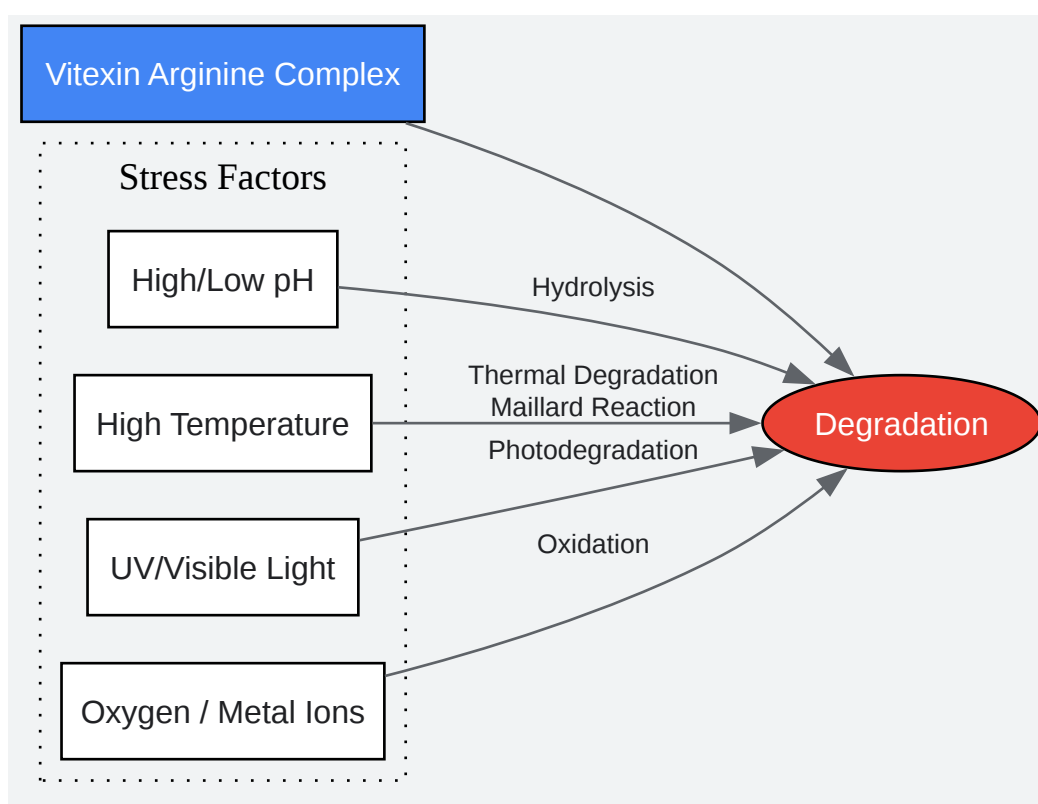 Vitexin Arginine Complex
Stress Factors
High/Low pH
Hydrolysis
High Temperature
Thermal Degradation
Maillard Reaction
Degradation
Photodegradation
UV/Visible Light
Oxidation
Oxygen / Metal Ions